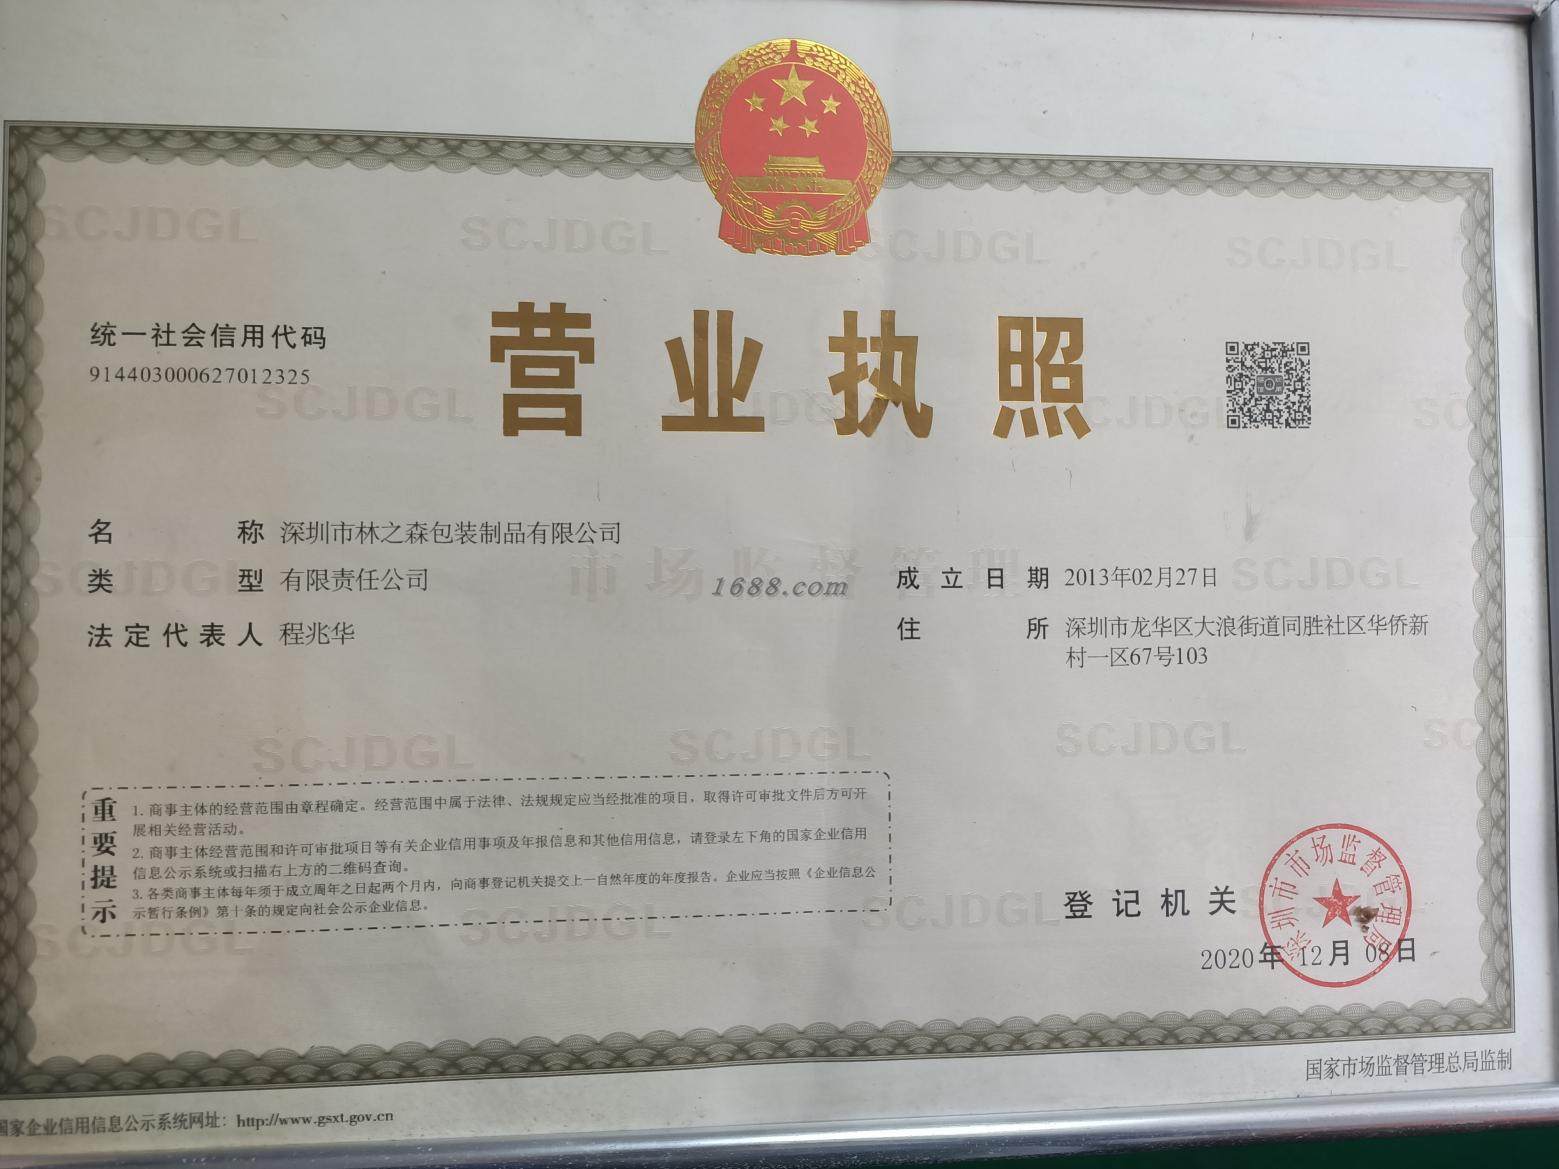 SCJDGL SCJDGL SCJDGL SCJDGL
营业执照
统一社会信用代码
914403000627012325
SCJDGL
名称 深圳市林之森包装制品有限公司
类型 有限责任公司
法定代表人 程兆华
市场监督管理
1688.com
成立日期 2013年02月27日
住所 深圳市龙华区大浪街道同胜社区华侨新
村一区67号103
SCJDGL SCJDGL SCJDGL
重要提示
1. 商事主体的经营范围由章程确定。经营范围中属于法律、法规规定应当经批准的项目，取得许可审批文件后方可开
展相关经营活动。
2. 商事主体经营范围和许可审批项目等有关企业信用事项及年报信息和其他信用信息，请登录左下角的国家企业信用
信息公示系统或扫描右上方的二维码查询。
3. 各类商事主体每年须于成立周年之日起两个月内，向商事登记机关提交上一自然年度的年度报告。企业应当按照《企业信息公
示暂行条例》第十条的规定向社会公示企业信息。
登记机关
深圳市市场监督管理局
2020年12月08日
国家市场监督管理总局监制
国家企业信用信息公示系统网址：http://www.gsxt.gov.cn